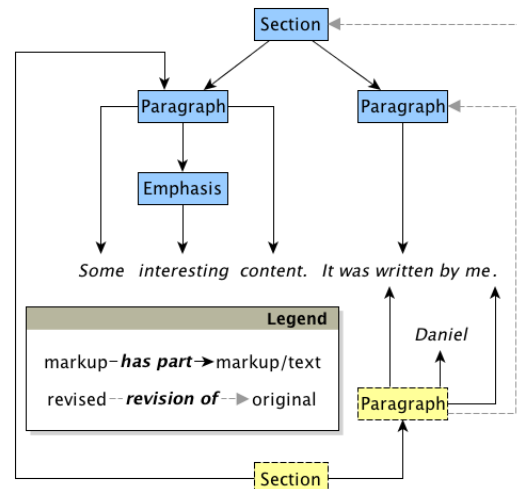 Section
Paragraph Paragraph
Emphasis
Some interesting content. It was written by me.
Legend
Daniel
markup has part markup/text
revised revision of original
Paragraph
Section